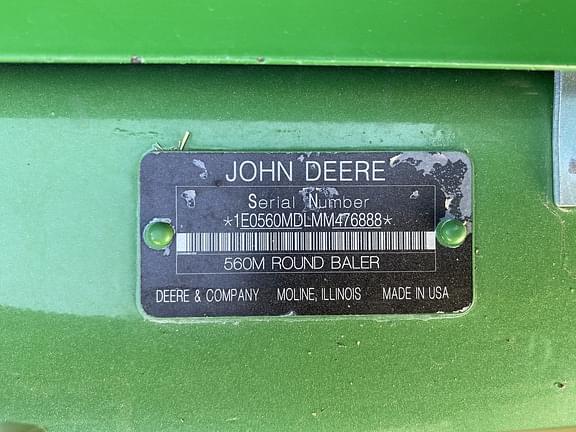 JOHN DEERE
Serial Number
*1E0560MDLMM476888*
560M ROUND BALER
DEERE & COMPANY MOLINE, ILLINOIS MADE IN USA